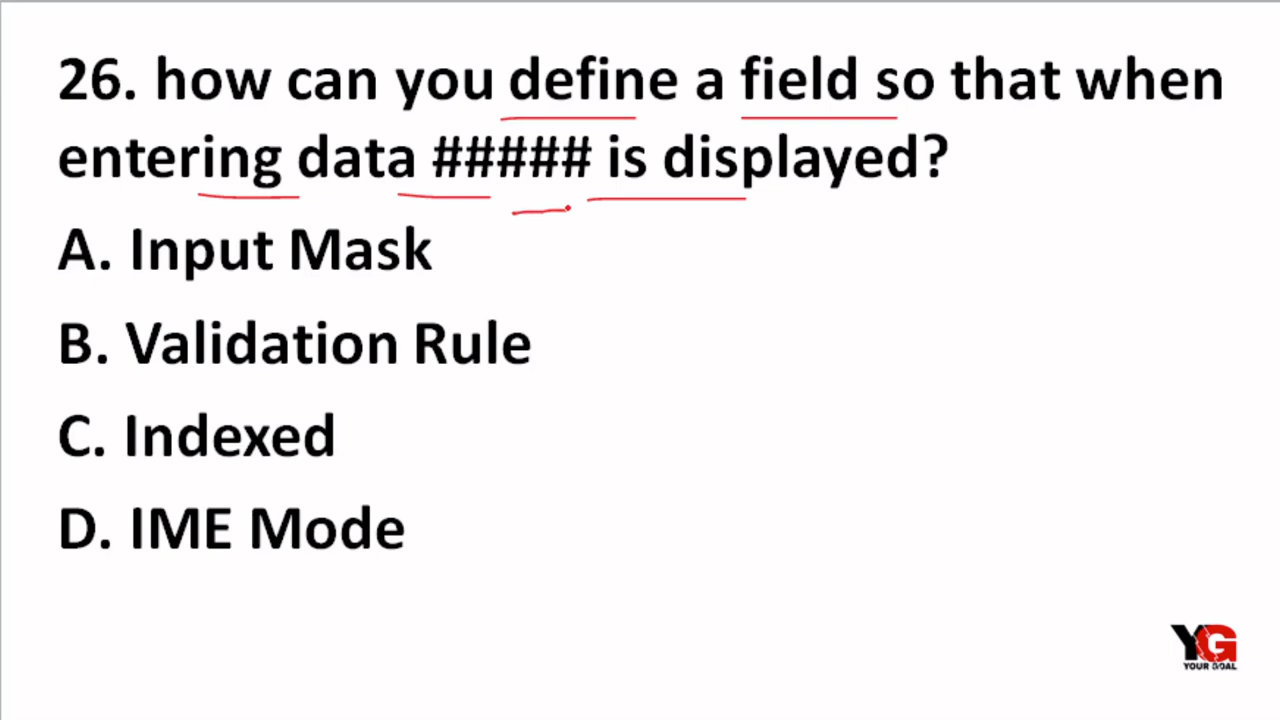 26. how can you define a field so that when
entering data ##### is displayed?
A. Input Mask
B. Validation Rule
C. Indexed
D. IME Mode
YG
YOUR GOAL